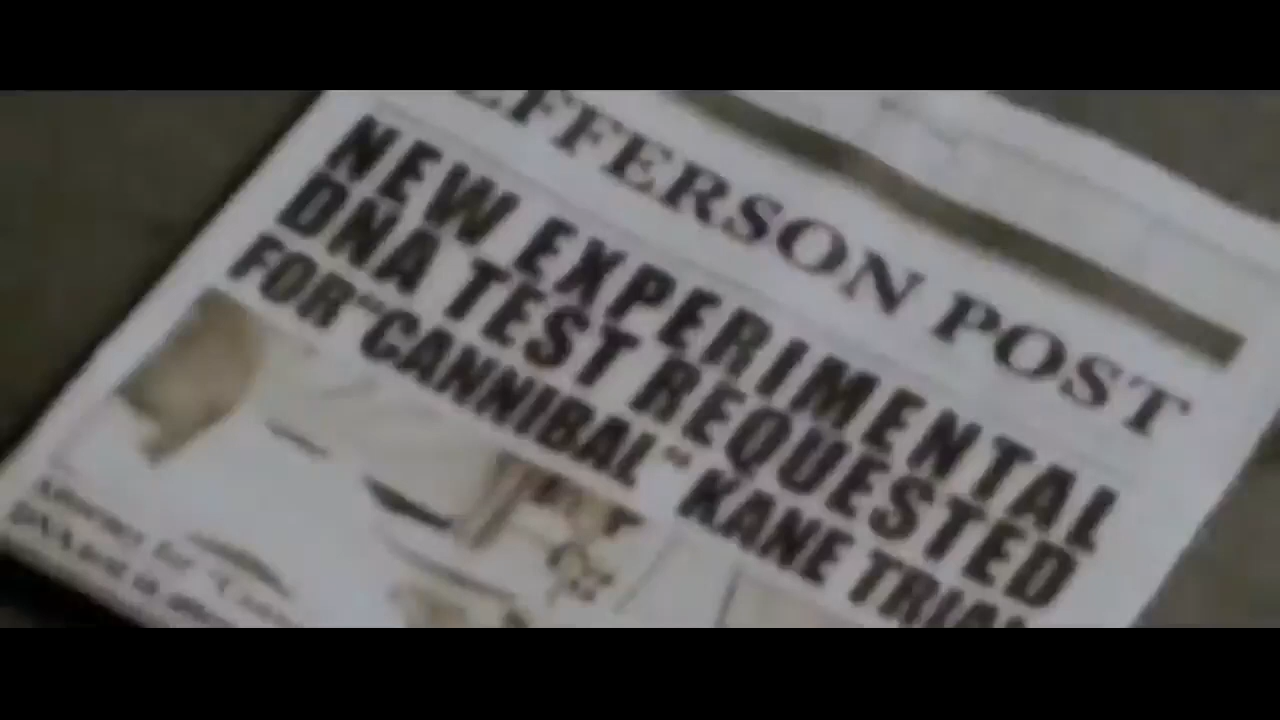 EFFERSON POST
NEW EXPERIMENTAL
DNA TEST REQUESTED
FOR "CANNIBAL" KANE TRIAL